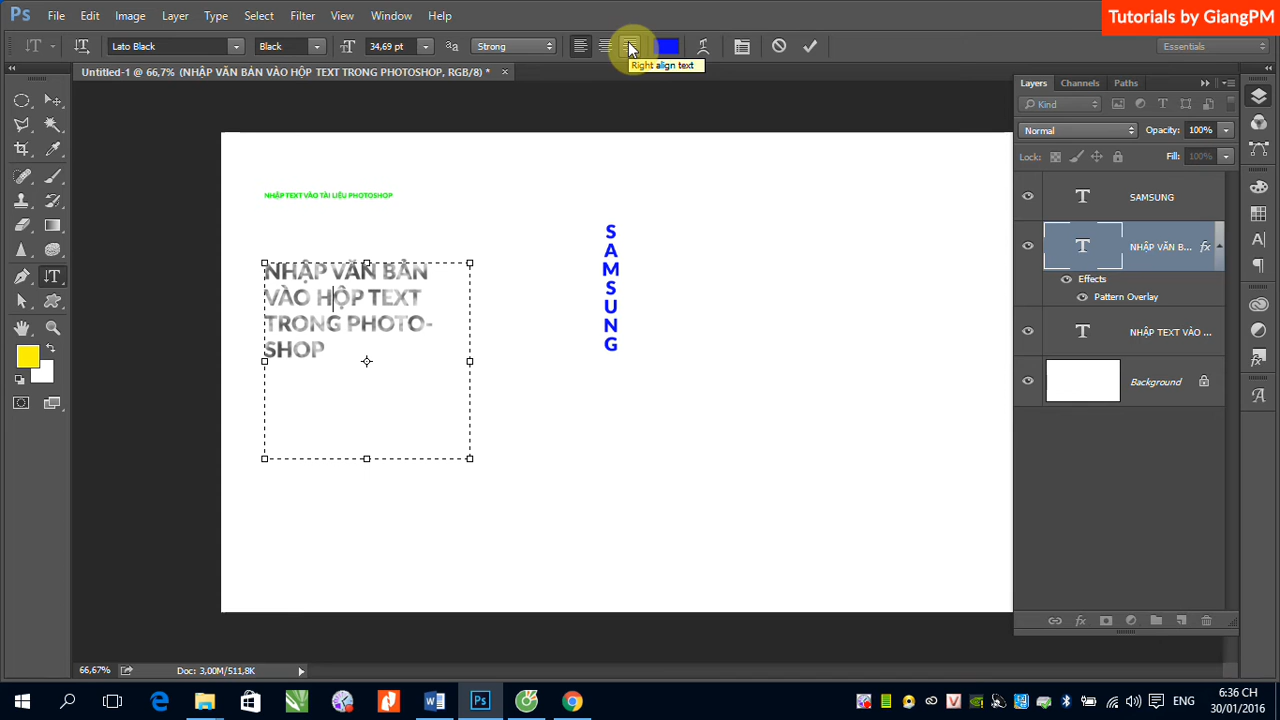 Ps File Edit Image Layer Type Select Filter View Window Help
Tutorials by GiangPM
Lato Black Black 34,69 pt Strong Essentials
Right align text
Untitled-1 @ 66,7% (NHẬP VĂN BẢN VÀO HỘP TEXT TRONG PHOTOSHOP, RGB/8) *
Layers Channels Paths
Kind
Normal Opacity: 100%
Lock: Fill: 100%
NHẬP TEXT VÀO TÀI LIỆU PHOTOSHOP
SAMSUNG
NHẬP VĂN B... fx
Effects
Pattern Overlay
NHẬP TEXT VÀO ...
Background
NHẬP VĂN BẢN
VÀO HỘP TEXT
TRONG PHOTO-
SHOP
S
A
M
S
U
N
G
66,67% Doc: 3,00M/511,8K
6:36 CH
30/01/2016